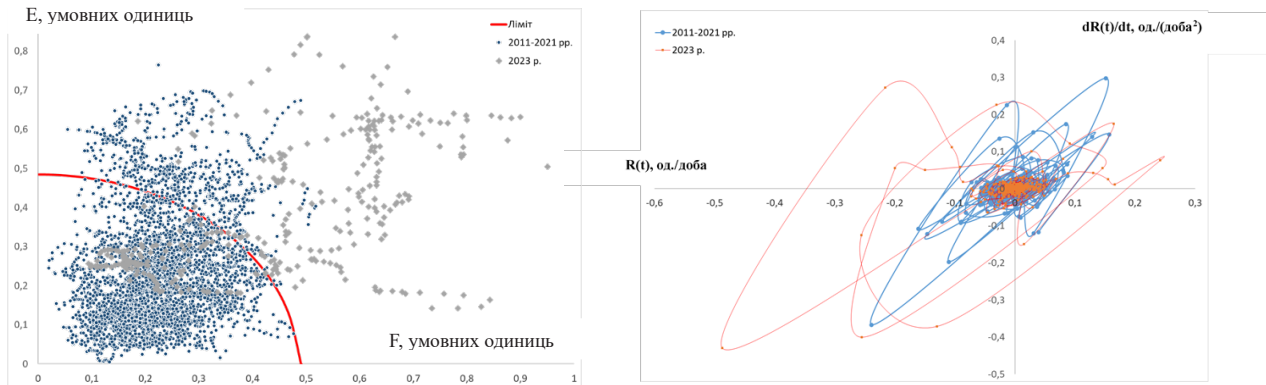 E, умовних одиниць
Ліміт
2011-2021 рр.
2023 р.
0,8
0,7
0,6
0,5
0,4
0,3
0,2
0,1
0
F, умовних одиниць
0 0,1 0,2 0,3 0,4 0,5 0,6 0,7 0,8 0,9 1
dR(t)/dt, од./(доба²)
2011-2021 рр.
2023 р.
R(t), од./доба
0,4
0,3
0,2
0,1
-0,6 -0,5 -0,4 -0,3 -0,2 -0,1 0,0 0,1 0,2 0,3
-0,1
-0,2
-0,3
-0,4
-0,5